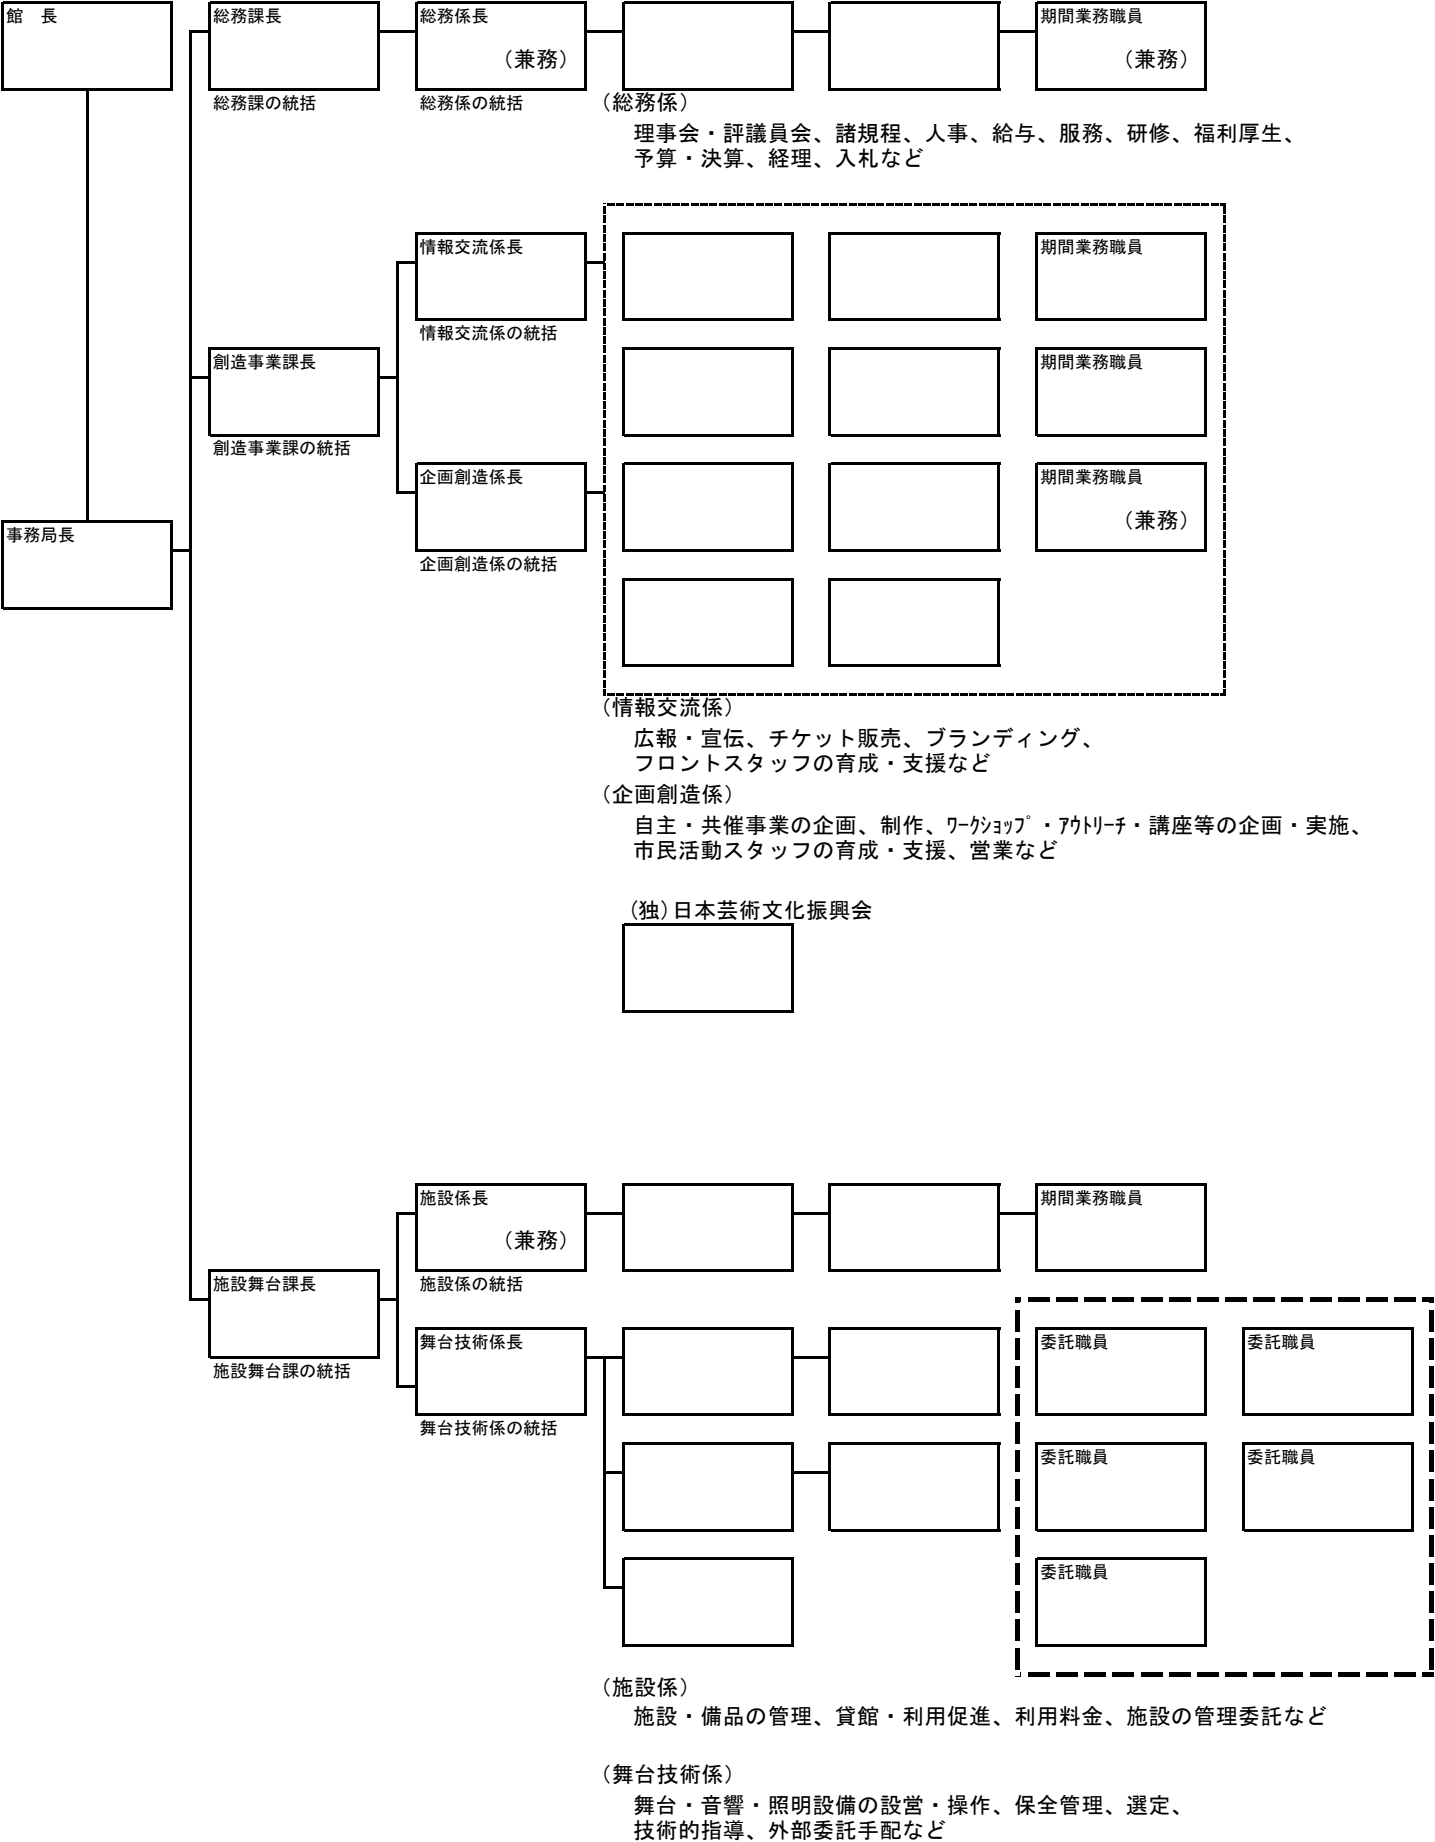 館　長
総務課長
総務係長
（兼務）
期間業務職員
（兼務）
総務課の統括
総務係の統括
（総務係）
理事会・評議員会、諸規程、人事、給与、服務、研修、福利厚生、
予算・決算、経理、入札など
情報交流係長
期間業務職員
情報交流係の統括
創造事業課長
期間業務職員
創造事業課の統括
企画創造係長
期間業務職員
（兼務）
企画創造係の統括
事務局長
（情報交流係）
広報・宣伝、チケット販売、ブランディング、
フロントスタッフの育成・支援など
（企画創造係）
自主・共催事業の企画、制作、ﾜｰｸｼｮｯﾌﾟ・ｱｳﾄﾘｰﾁ・講座等の企画・実施、
市民活動スタッフの育成・支援、営業など
（独）日本芸術文化振興会
施設係長
（兼務）
期間業務職員
施設係の統括
施設舞台課長
施設舞台課の統括
舞台技術係長
委託職員
委託職員
舞台技術係の統括
委託職員
委託職員
委託職員
（施設係）
施設・備品の管理、貸館・利用促進、利用料金、施設の管理委託など
（舞台技術係）
舞台・音響・照明設備の設営・操作、保全管理、選定、
技術的指導、外部委託手配など